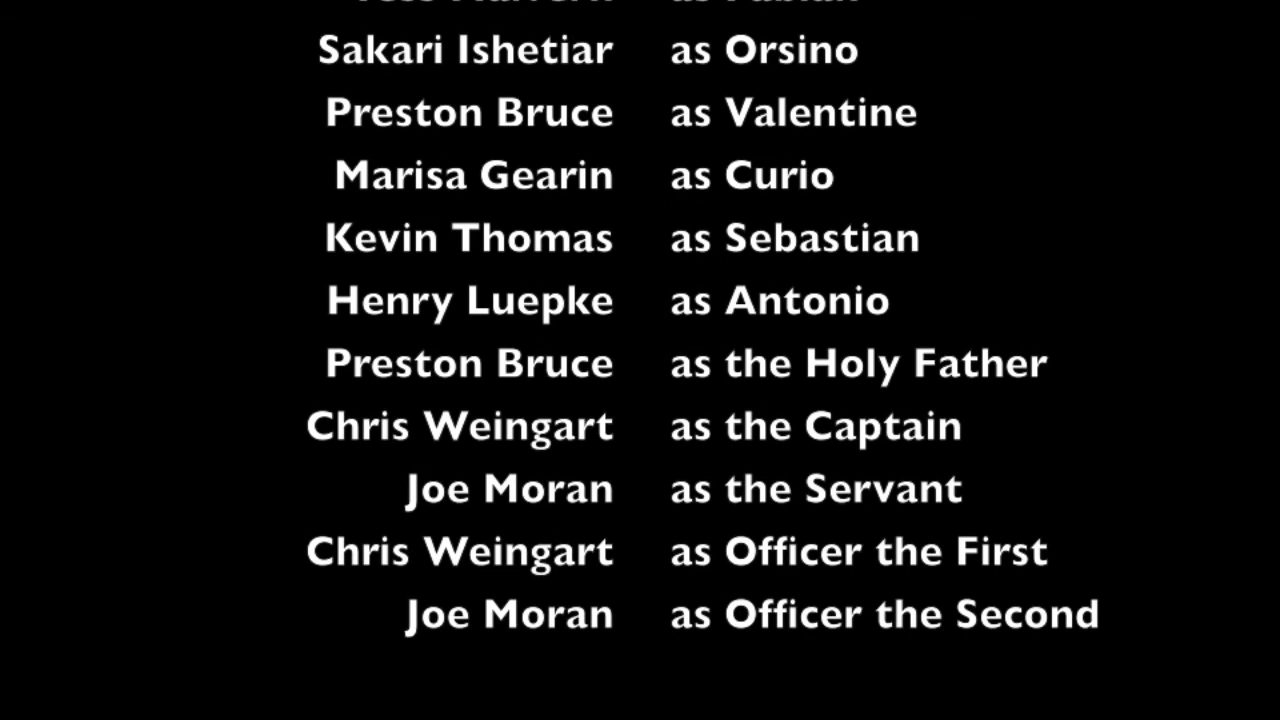 as Fabian
Sakari Ishetiar as Orsino
Preston Bruce as Valentine
Marisa Gearin as Curio
Kevin Thomas as Sebastian
Henry Luepke as Antonio
Preston Bruce as the Holy Father
Chris Weingart as the Captain
Joe Moran as the Servant
Chris Weingart as Officer the First
Joe Moran as Officer the Second